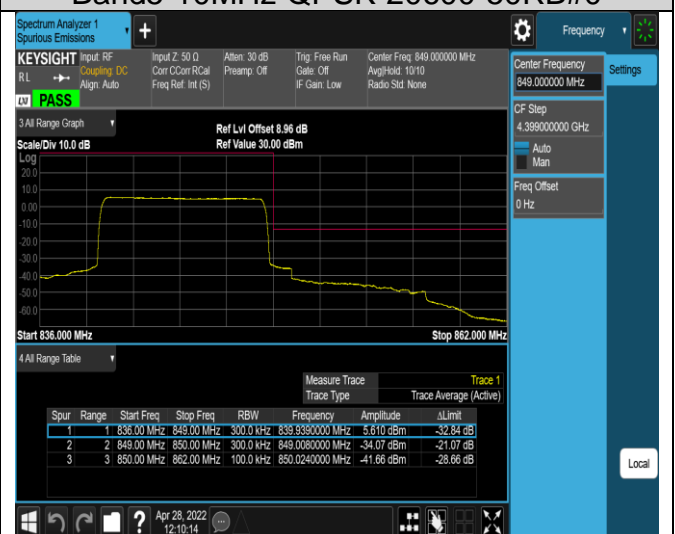 Band5-10MHz-QPSK-20600-50RB#0
Spectrum Analyzer 1
Spurious Emissions
Frequency
KEYSIGHT
RL
PASS
Input: RF
Coupling: DC
Align: Auto
Input Z: 50 Ω
Corr CCorr RCal
Freq Ref: Int (S)
Atten: 30 dB
Preamp: Off
Trig: Free Run
Gate: Off
IF Gain: Low
Center Freq: 849.000000 MHz
Avg|Hold: 10/10
Radio Std: None
Center Frequency
849.000000 MHz
Settings
CF Step
4.399000000 GHz
Auto
Man
Freq Offset
0 Hz
3 All Range Graph
Scale/Div 10.0 dB
Ref Lvl Offset 8.96 dB
Ref Value 30.00 dBm
Log
20.0
10.0
0.00
-10.0
-20.0
-30.0
-40.0
-50.0
-60.0
Start 836.000 MHz
Stop 862.000 MHz
4 All Range Table
Measure Trace Trace 1
Trace Type Trace Average (Active)
Spur Range Start Freq Stop Freq RBW Frequency Amplitude ΔLimit
1 1 836.00 MHz 849.00 MHz 300.0 kHz 839.9390000 MHz 5.610 dBm -32.84 dB
2 2 849.00 MHz 850.00 MHz 300.0 kHz 849.0080000 MHz -34.07 dBm -21.07 dB
3 3 850.00 MHz 862.00 MHz 100.0 kHz 850.0240000 MHz -41.66 dBm -28.66 dB
Local
?
Apr 28, 2022
12:10:14